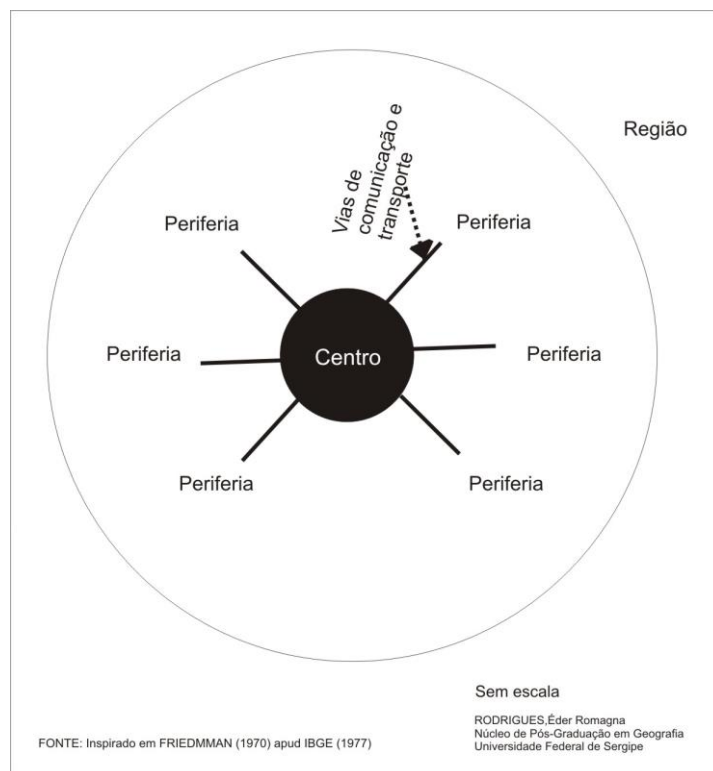 Região
Vias de
comunicação e
transporte
Periferia
Periferia
Periferia
Centro
Periferia
Periferia
Periferia
Sem escala
RODRIGUES,Éder Romagna
Núcleo de Pós-Graduação em Geografia
Universidade Federal de Sergipe
FONTE: Inspirado em FRIEDMMAN (1970) apud IBGE (1977)